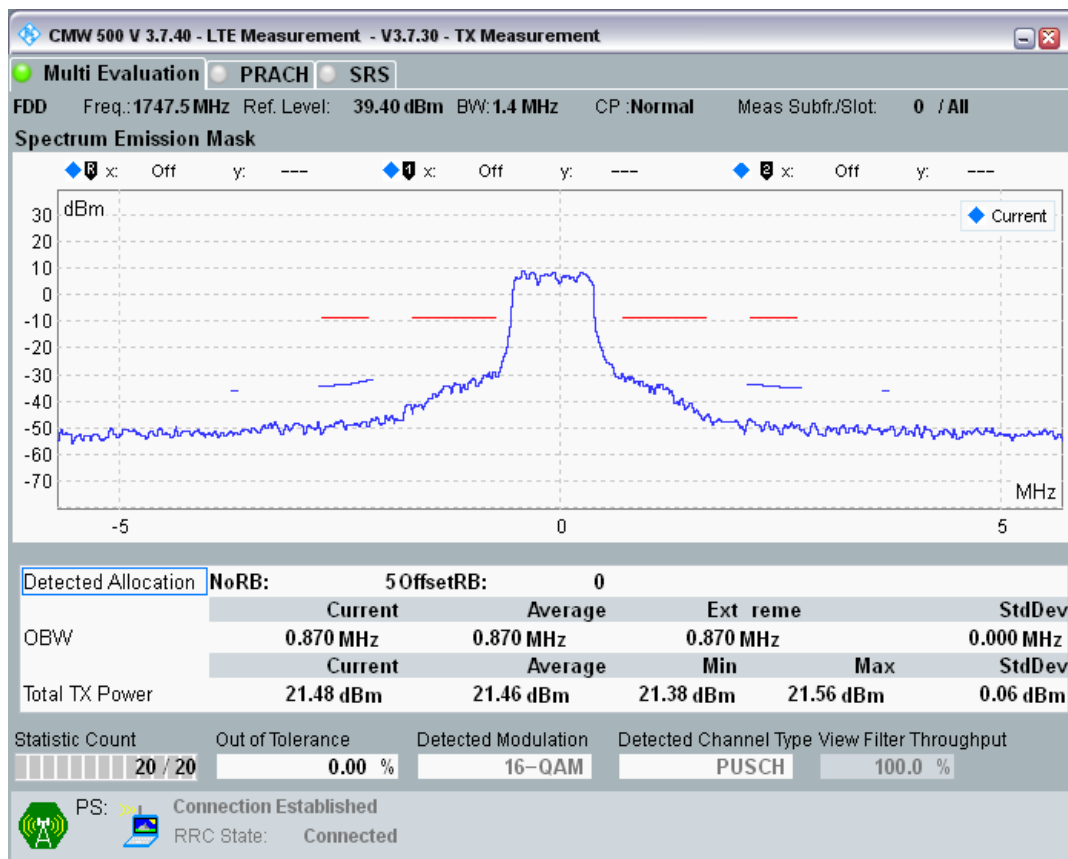 CMW 500 V 3.7.40 - LTE Measurement - V3.7.30 - TX Measurement
Multi Evaluation PRACH SRS
FDD Freq.: 1747.5 MHz Ref. Level: 39.40 dBm BW: 1.4 MHz CP :Normal Meas Subfr./Slot: 0 / All
Spectrum Emission Mask
R x: Off y: --- 1 x: Off y: --- 2 x: Off y: ---
dBm
Current
30
20
10
0
-10
-20
-30
-40
-50
-60
-70
MHz
-5 0 5
Detected Allocation NoRB: 5 OffsetRB: 0
Current Average Ext reme StdDev
OBW 0.870 MHz 0.870 MHz 0.870 MHz 0.000 MHz
Current Average Min Max StdDev
Total TX Power 21.48 dBm 21.46 dBm 21.38 dBm 21.56 dBm 0.06 dBm
Statistic Count Out of Tolerance Detected Modulation Detected Channel Type View Filter Throughput
20 / 20 0.00 % 16-QAM PUSCH 100.0 %
PS: Connection Established
RRC State: Connected